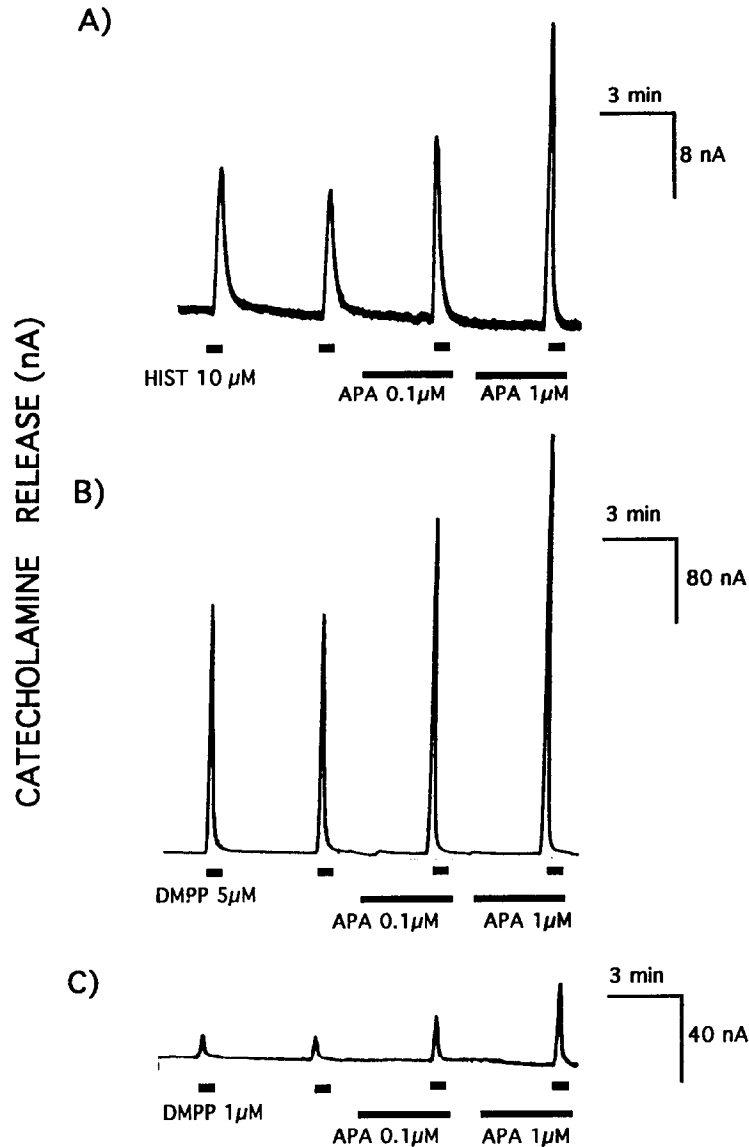 A)
3 min
8 nA
HIST 10 µM
APA 0.1µM
APA 1µM
CATECHOLAMINE RELEASE (nA)
B)
3 min
80 nA
DMPP 5µM
APA 0.1µM
APA 1µM
C)
3 min
40 nA
DMPP 1µM
APA 0.1µM
APA 1µM